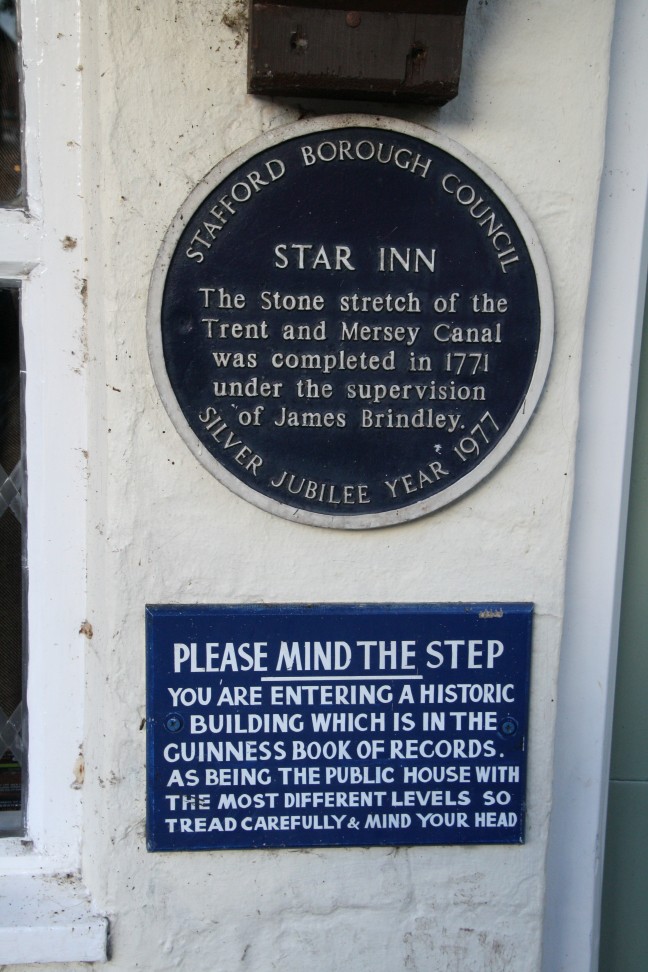 STAFFORD BOROUGH COUNCIL
STAR INN
The Stone stretch of the
Trent and Mersey Canal
was completed in 1771
under the supervision
of James Brindley.
SILVER JUBILEE YEAR 1977
PLEASE MIND THE STEP
YOU ARE ENTERING A HISTORIC
BUILDING WHICH IS IN THE
GUINNESS BOOK OF RECORDS.
AS BEING THE PUBLIC HOUSE WITH
THE MOST DIFFERENT LEVELS SO
TREAD CAREFULLY & MIND YOUR HEAD